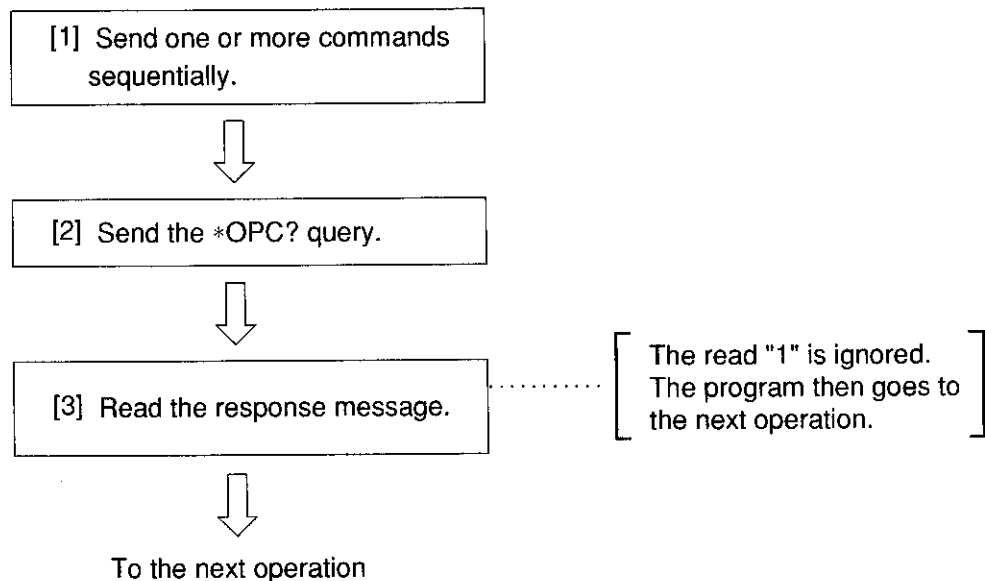 [1] Send one or more commands
sequentially.
[2] Send the *OPC? query.
[3] Read the response message.
The read "1" is ignored.
The program then goes to
the next operation.
To the next operation